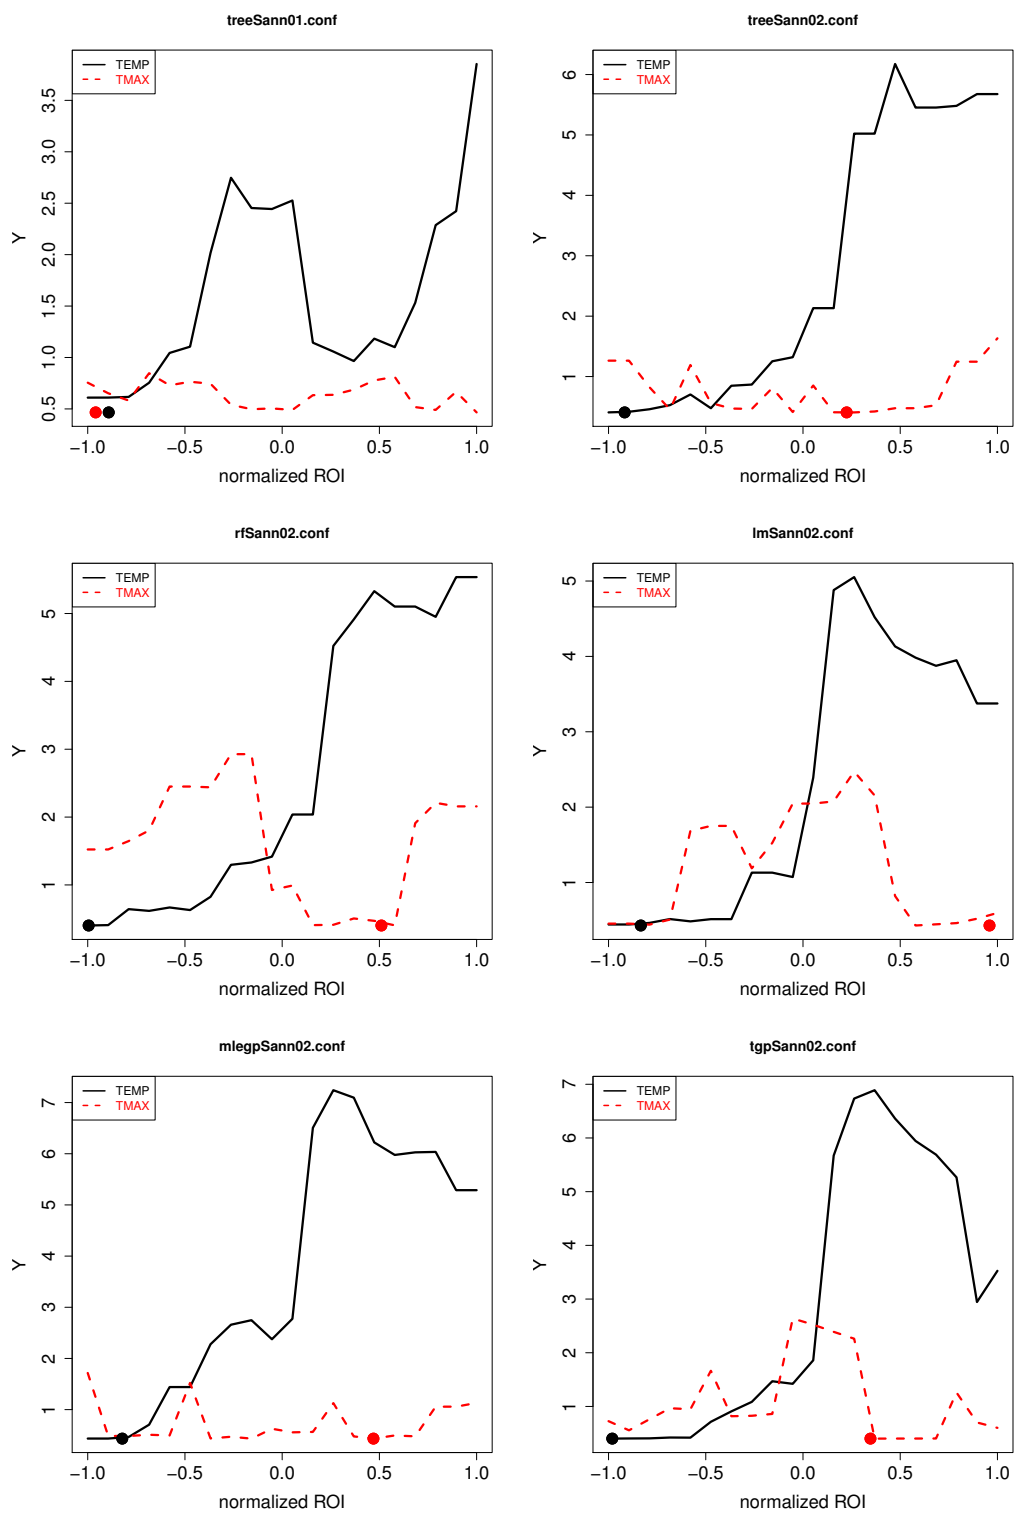 treeSann01.conf
TEMP
TMAX
Y
0.5 1.0 1.5 2.0 2.5 3.0 3.5
−1.0 −0.5 0.0 0.5 1.0
normalized ROI
treeSann02.conf
TEMP
TMAX
Y
1 2 3 4 5 6
−1.0 −0.5 0.0 0.5 1.0
normalized ROI
rfSann02.conf
TEMP
TMAX
Y
1 2 3 4 5
−1.0 −0.5 0.0 0.5 1.0
normalized ROI
lmSann02.conf
TEMP
TMAX
Y
1 2 3 4 5
−1.0 −0.5 0.0 0.5 1.0
normalized ROI
mlegpSann02.conf
TEMP
TMAX
Y
1 2 3 4 5 6 7
−1.0 −0.5 0.0 0.5 1.0
normalized ROI
tgpSann02.conf
TEMP
TMAX
Y
1 2 3 4 5 6 7
−1.0 −0.5 0.0 0.5 1.0
normalized ROI